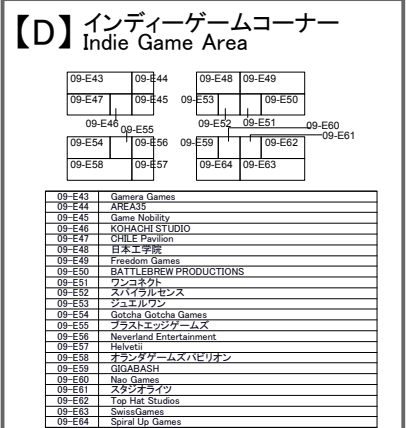 【D】インディーゲームコーナー
Indie Game Area
09-E43 09-E44 09-E48 09-E49
09-E47 09-E45 09-E53 09-E50
09-E46 09-E55 09-E52 09-E51 09-E60
09-E61
09-E54 09-E56 09-E59 09-E62
09-E58 09-E57 09-E64 09-E63
09-E43 Gamera Games
09-E44 AREA35
09-E45 Game Nobility
09-E46 KOHACHI STUDIO
09-E47 CHILE Pavilion
09-E48 日本工学院
09-E49 Freedom Games
09-E50 BATTLEBREW PRODUCTIONS
09-E51 ワンコネクト
09-E52 スパイラルセンス
09-E53 ジュエルワン
09-E54 Gotcha Gotcha Games
09-E55 ブラストエッジゲームズ
09-E56 Neverland Entertainment
09-E57 Helvetii
09-E58 オランダゲームズパビリオン
09-E59 GIGABASH
09-E60 Nao Games
09-E61 スタジオライツ
09-E62 Top Hat Studios
09-E63 SwissGames
09-E64 Spiral Up Games